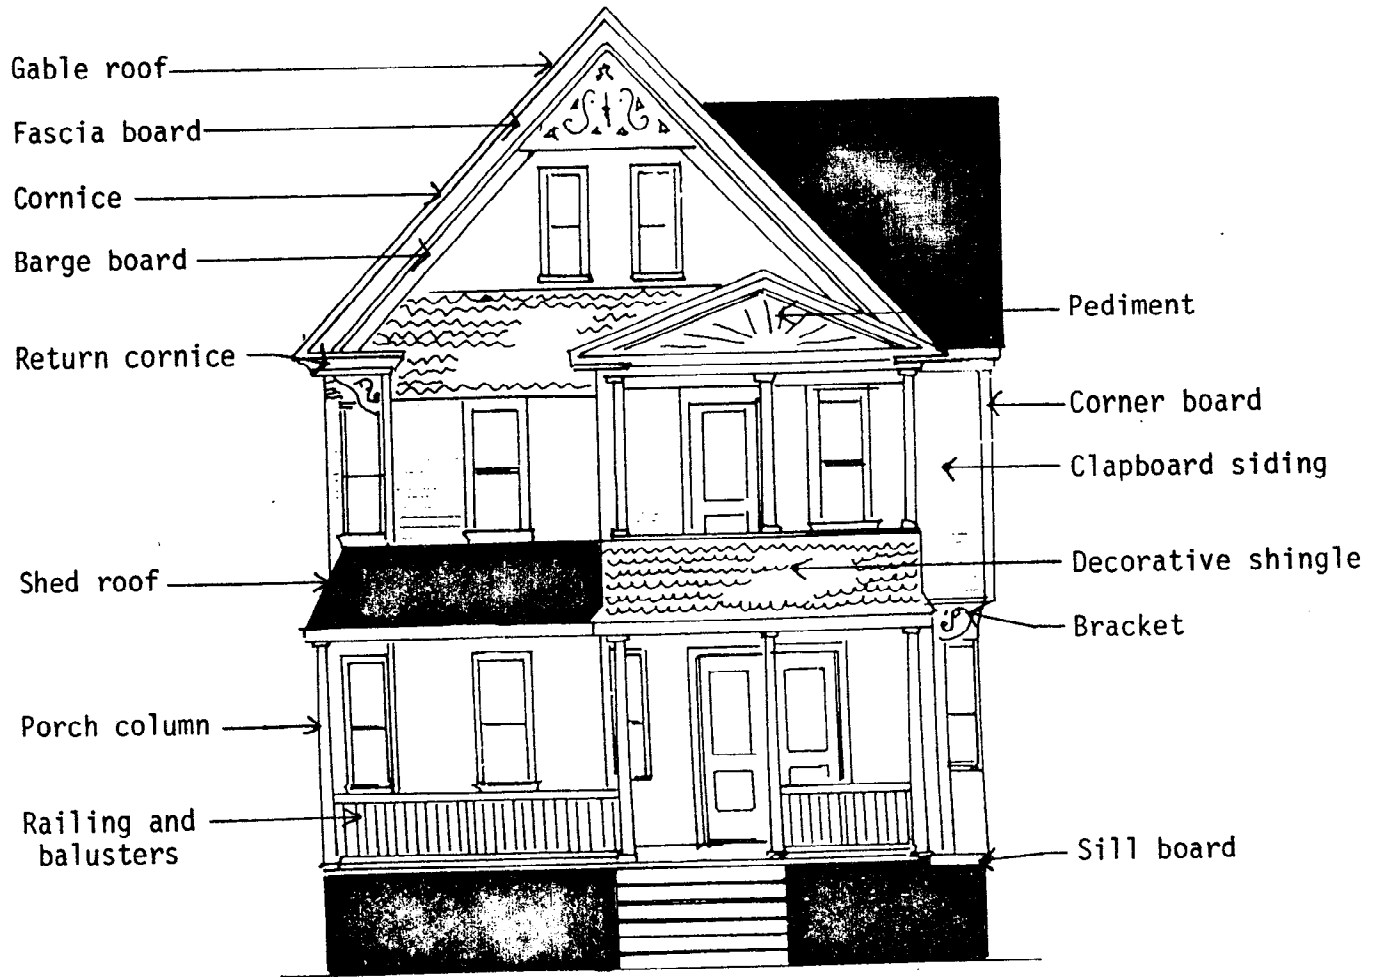 Gable roof
Fascia board
Cornice
Barge board
Return cornice
Shed roof
Porch column
Railing and
balusters
Pediment
Corner board
Clapboard siding
Decorative shingle
Bracket
Sill board